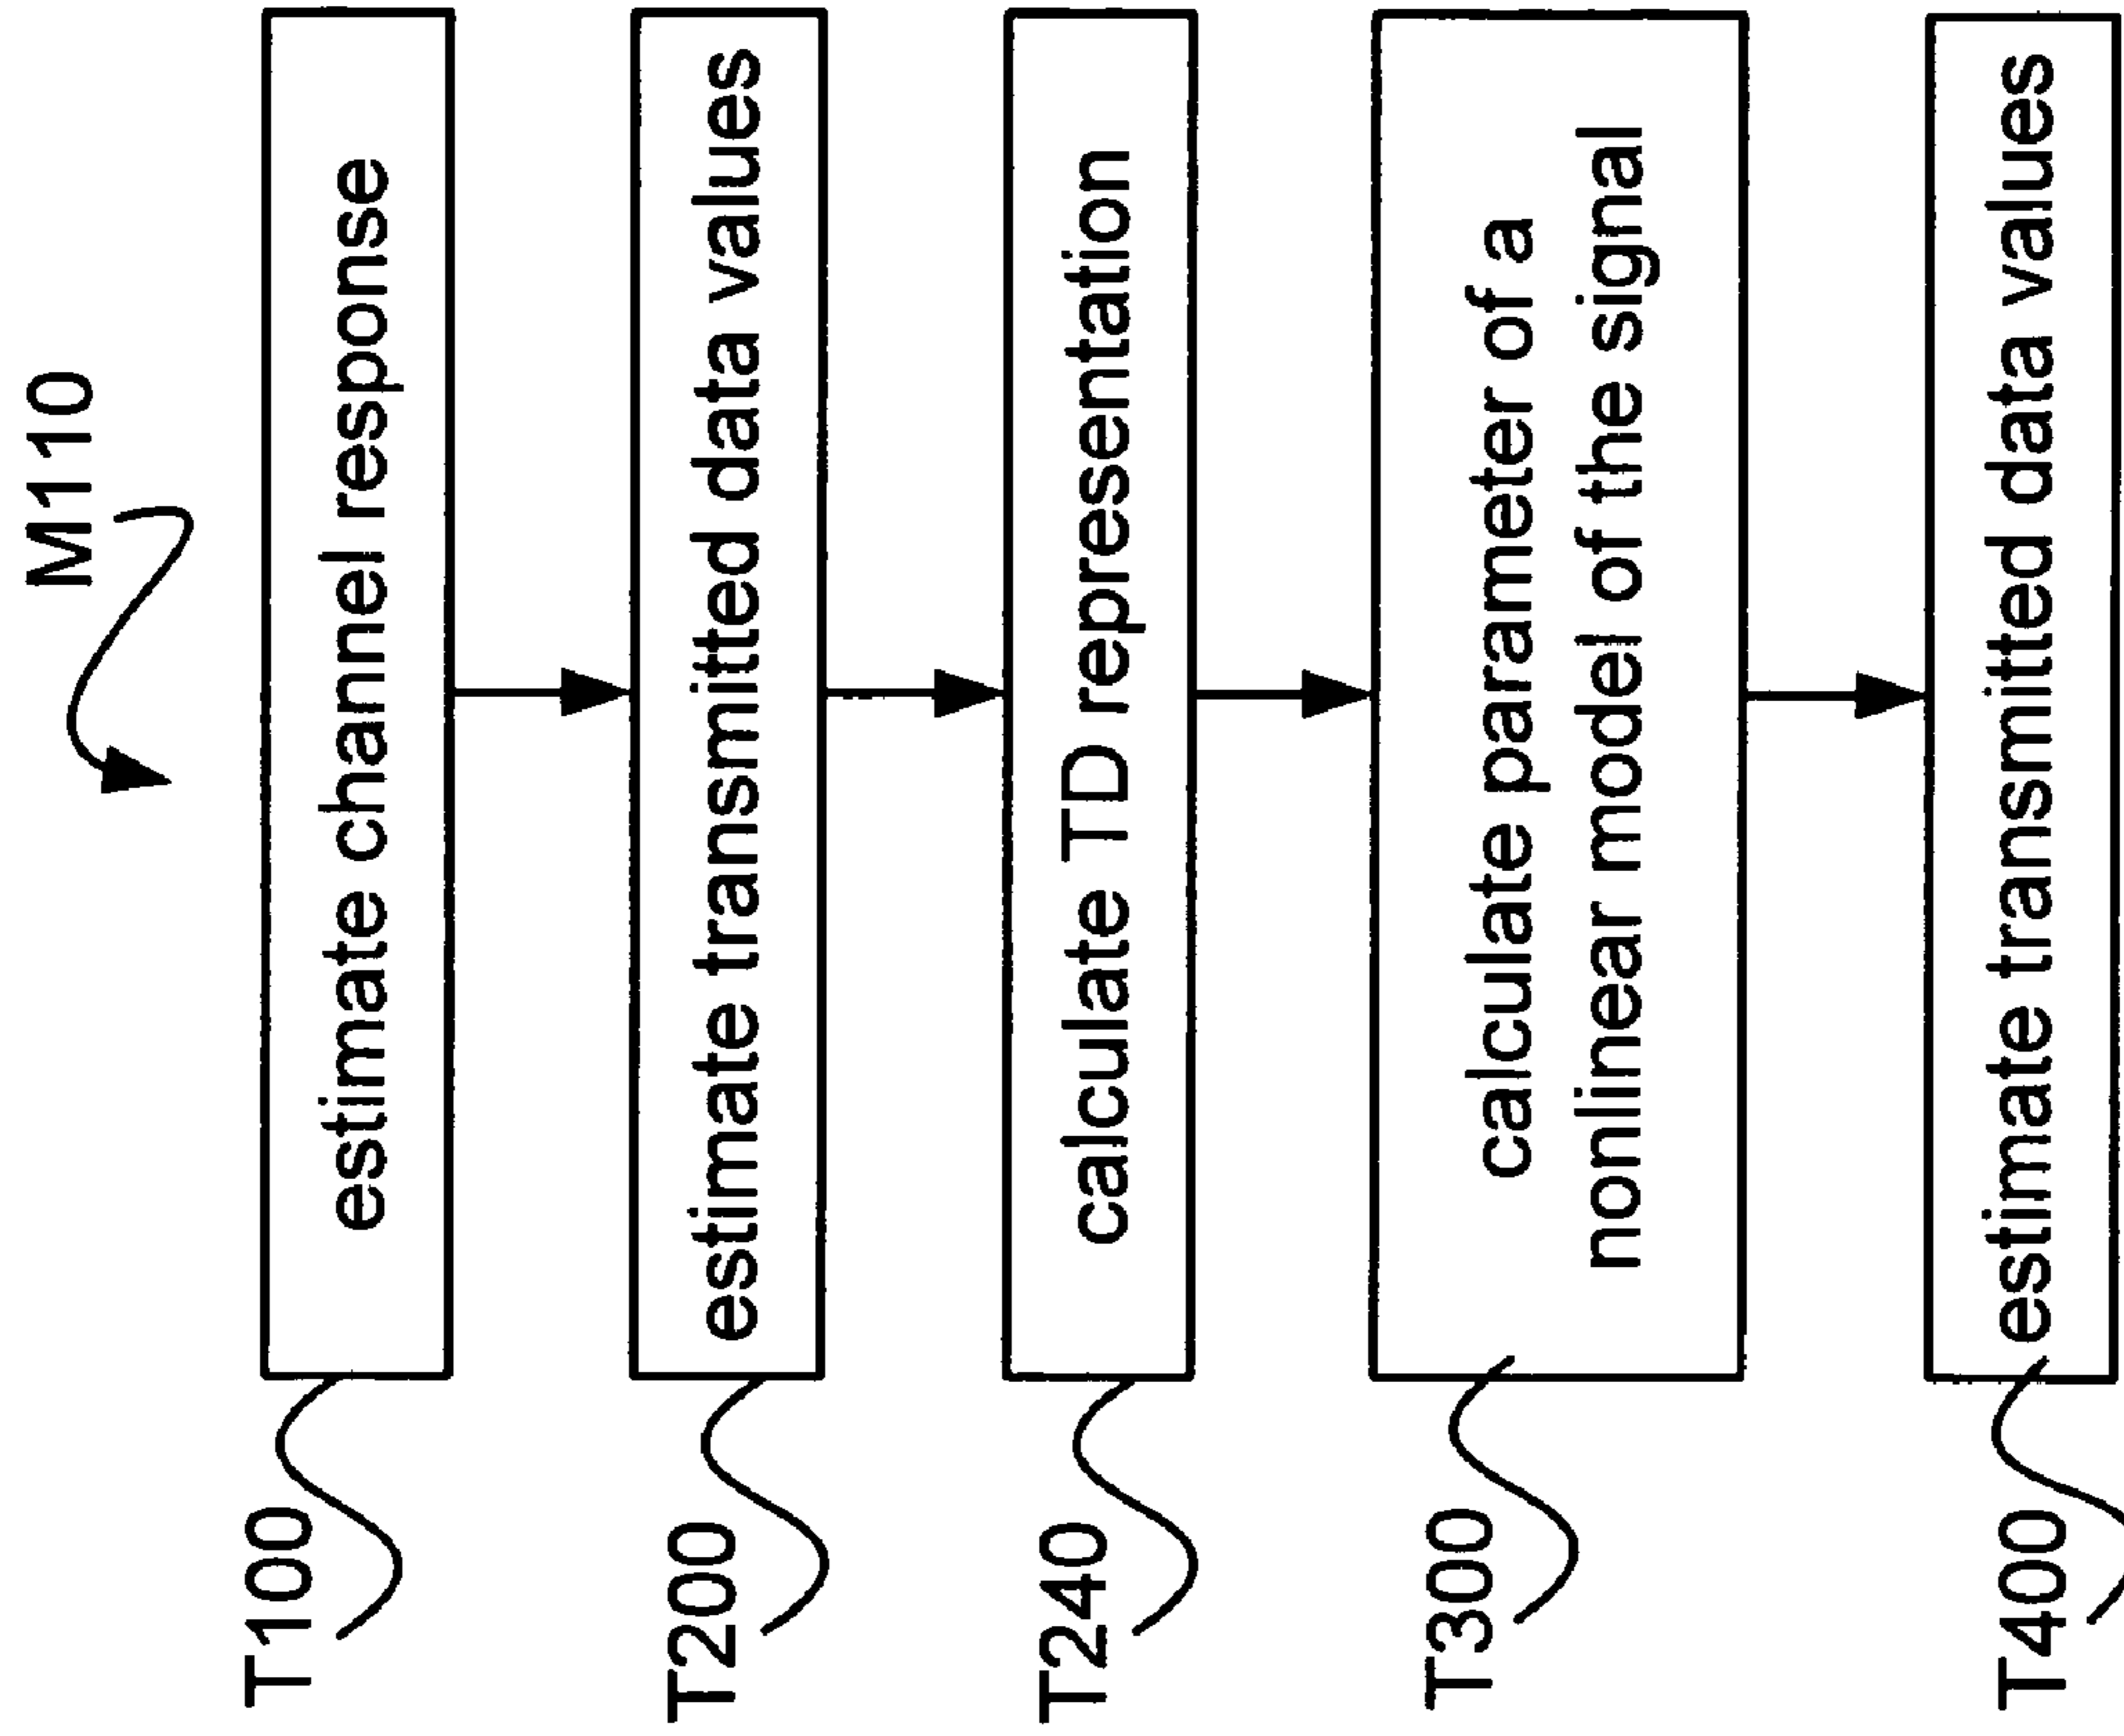 M110
T100
estimate channel response
T200
estimate transmitted data values
T240
calculate TD representation
T300
calculate parameter of a
nonlinear model of the signal
T400
estimate transmitted data values